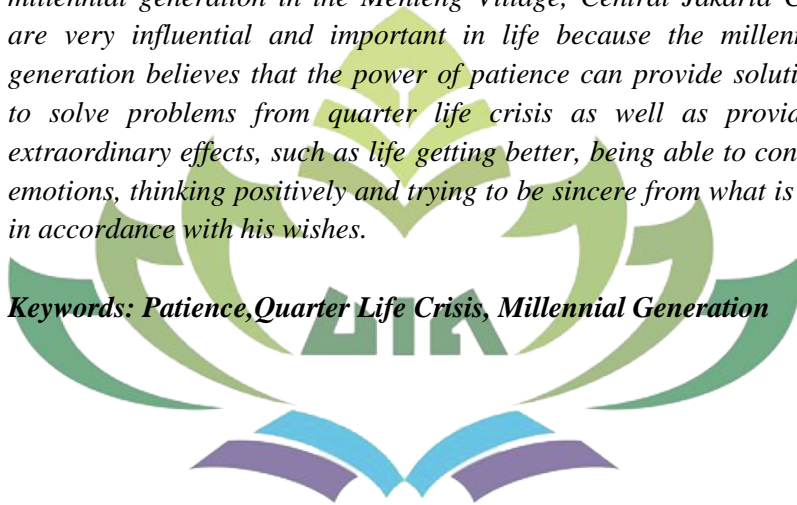 millennial generation in the Menteng Village, Central Jakarta C
are very influential and important in life because the millenn
generation believes that the power of patience can provide soluti
to solve problems from quarter life crisis as well as provid
extraordinary effects, such as life getting better, being able to con
emotions, thinking positively and trying to be sincere from what is
in accordance with his wishes.
Keywords: Patience,Quarter Life Crisis, Millennial Generation